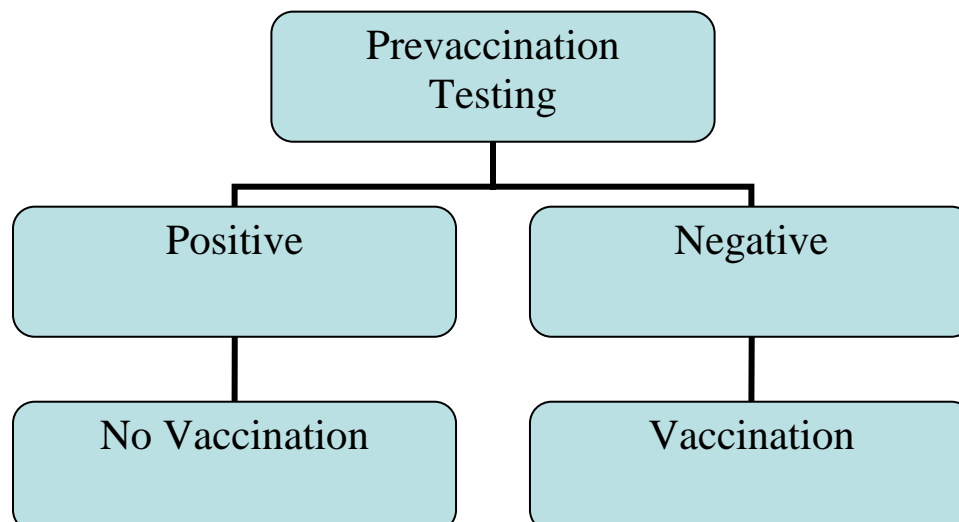 Prevaccination
Testing
Positive
Negative
No Vaccination
Vaccination